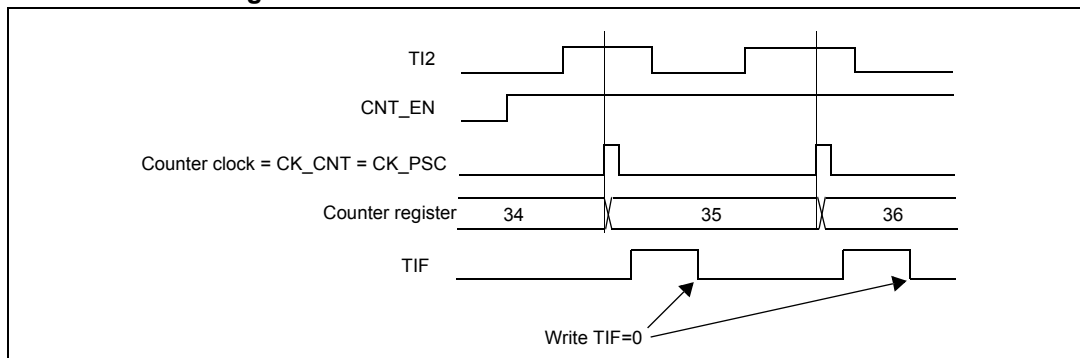 TI2
CNT_EN
Counter clock = CK_CNT = CK_PSC
Counter register 34 35 36
TIF
Write TIF=0